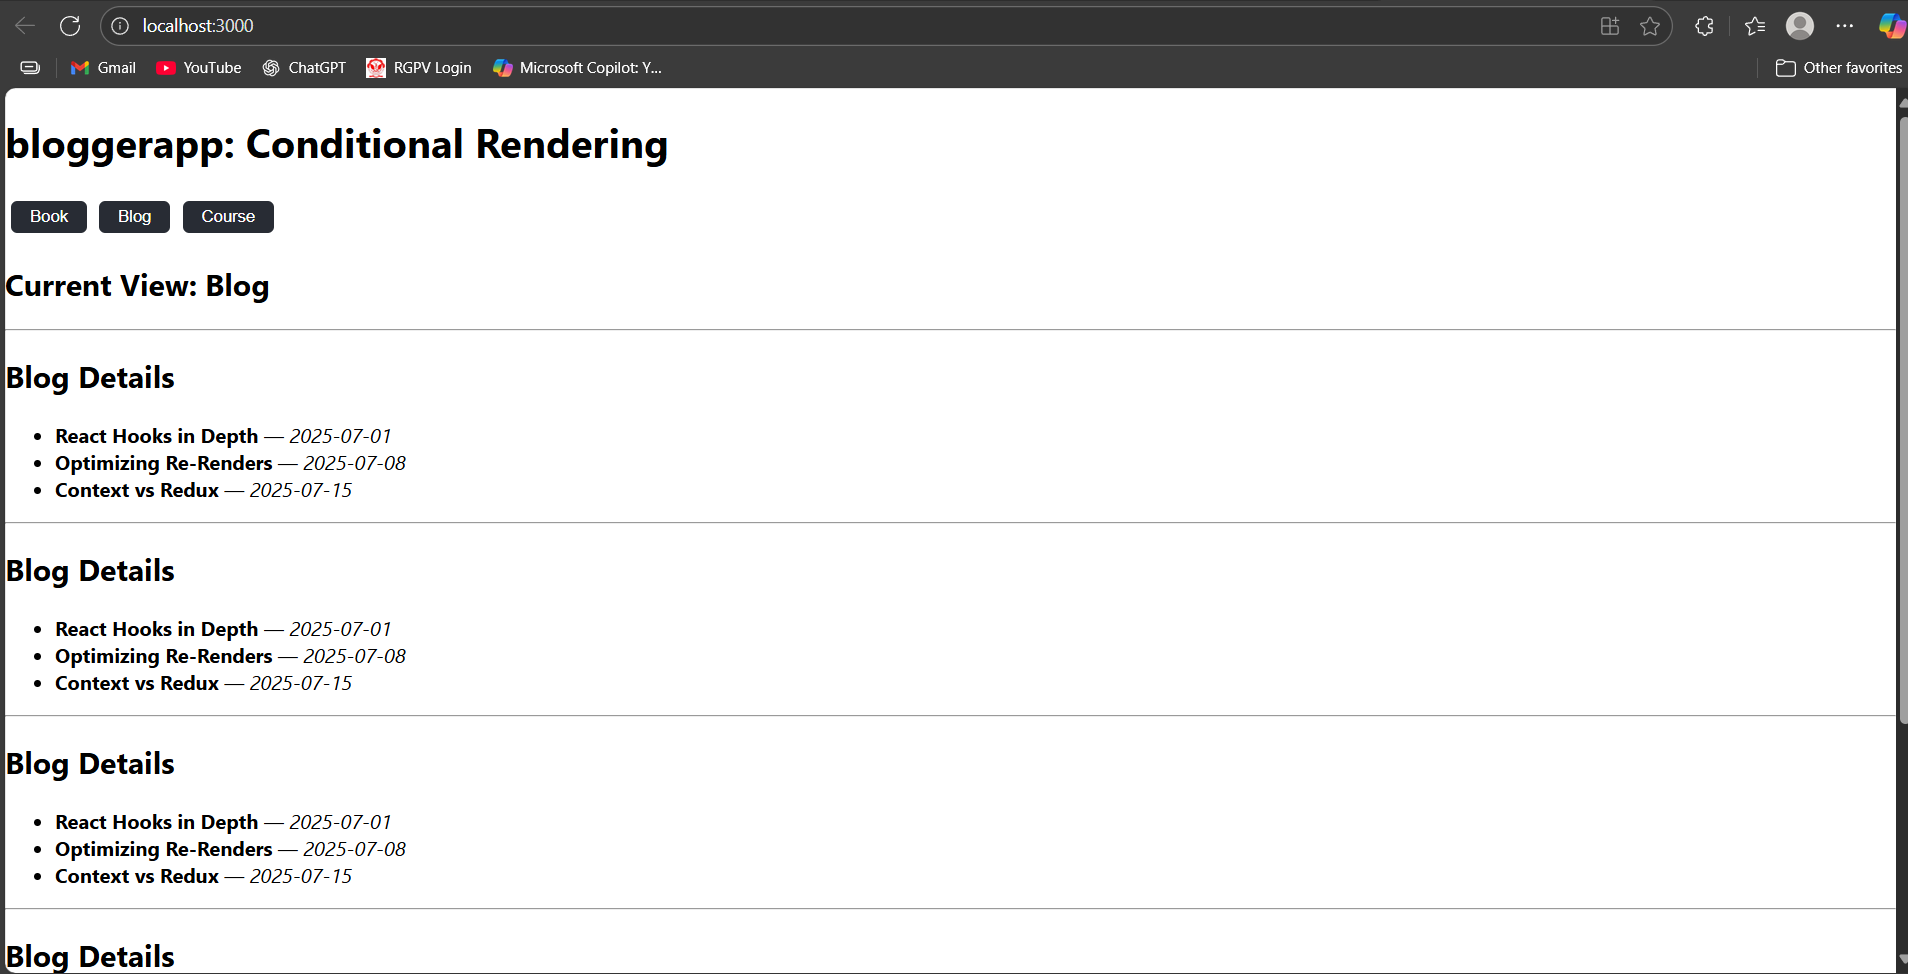 localhost:3000
Gmail YouTube ChatGPT RGPV Login Microsoft Copilot: Y... Other favorites
bloggerapp: Conditional Rendering
Book Blog Course
Current View: Blog
Blog Details
React Hooks in Depth — 2025-07-01
Optimizing Re-Renders — 2025-07-08
Context vs Redux — 2025-07-15
Blog Details
React Hooks in Depth — 2025-07-01
Optimizing Re-Renders — 2025-07-08
Context vs Redux — 2025-07-15
Blog Details
React Hooks in Depth — 2025-07-01
Optimizing Re-Renders — 2025-07-08
Context vs Redux — 2025-07-15
Blog Details